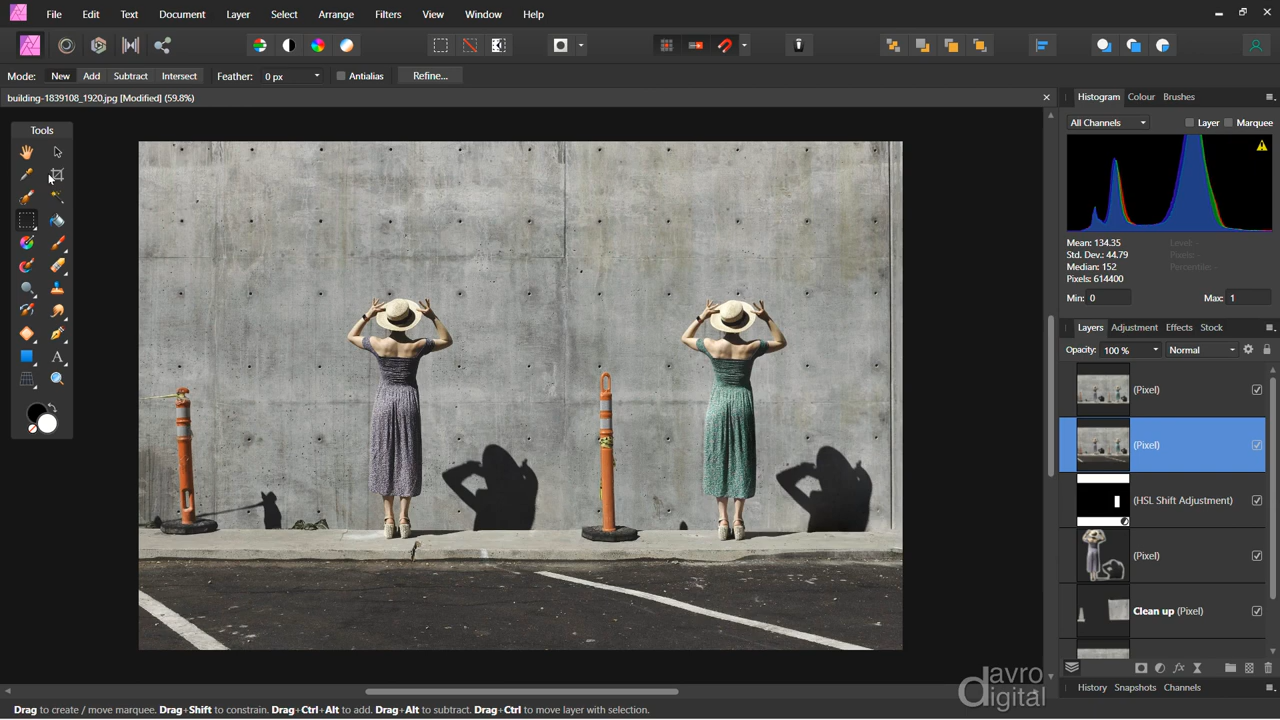 File Edit Text Document Layer Select Arrange Filters View Window Help
Mode: New Add Subtract Intersect Feather: 0 px Antialias Refine...
building-1839108_1920.jpg [Modified] (59.8%)
Tools
A
Histogram Colour Brushes
All Channels Layer Marquee
Mean: 134.35 Level: -
Std. Dev.: 44.79 Pixels: -
Median: 152 Percentile: -
Pixels: 614400
Min: 0 Max: 1
Layers Adjustment Effects Stock
Opacity: 100 % Normal
(Pixel)
(Pixel)
(HSL Shift Adjustment)
(Pixel)
Clean up (Pixel)
History Snapshots Channels
davro
digital
Drag to create / move marquee. Drag+Shift to constrain. Drag+Ctrl+Alt to add. Drag+Alt to subtract. Drag+Ctrl to move layer with selection.